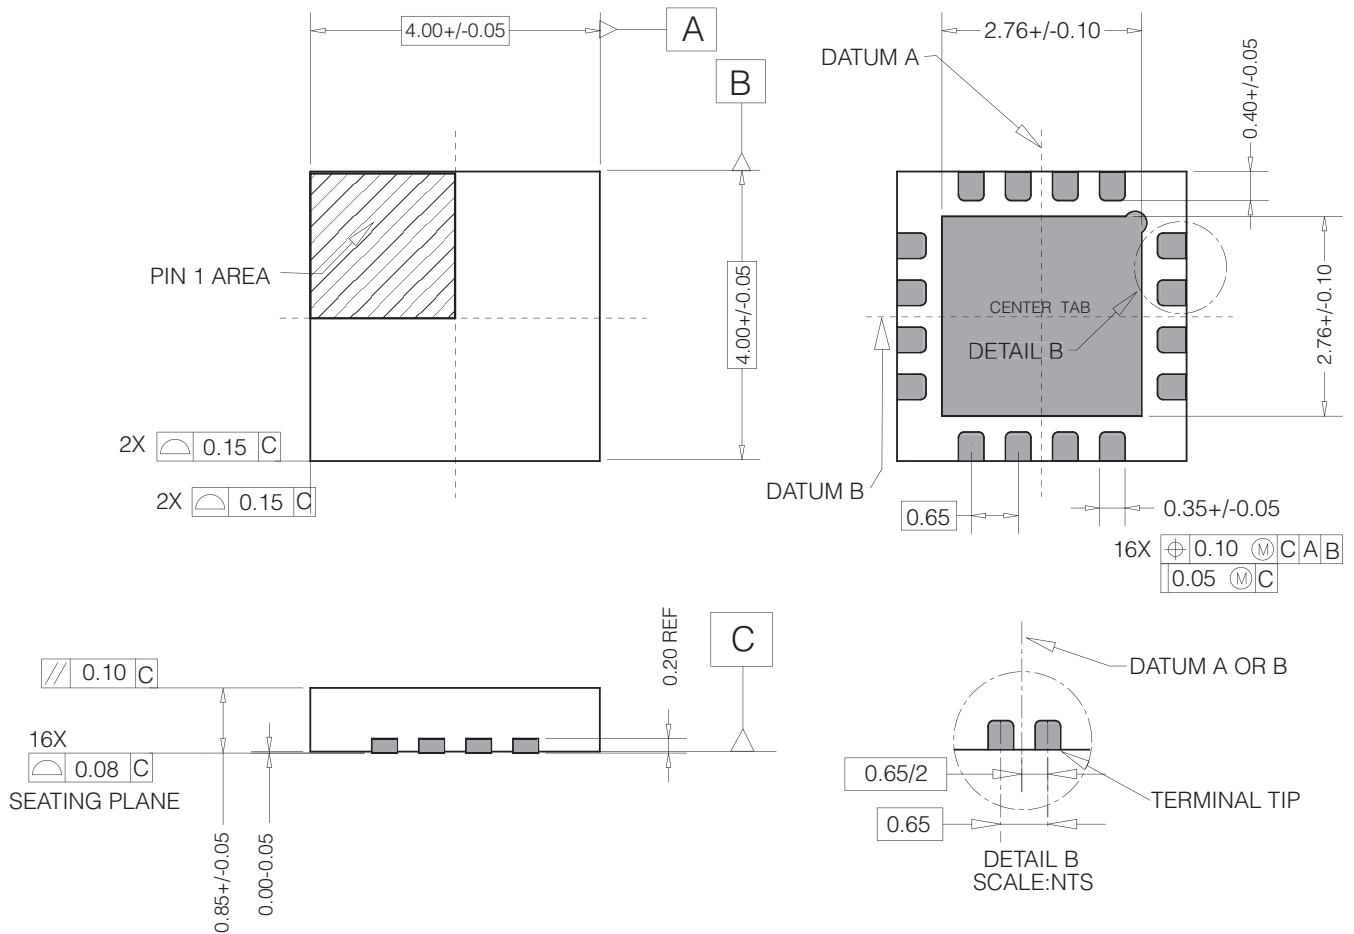 4.00+/-0.05
A
B
PIN 1 AREA
4.00+/-0.05
2X 0.15 C
2X 0.15 C
2.76+/-0.10
DATUM A
0.40+/-0.05
CENTER TAB
DETAIL B
2.76+/-0.10
DATUM B
0.65
0.35+/-0.05
16X ⌖ 0.10 Ⓜ C A B
0.05 Ⓜ C
// 0.10 C
16X
0.08 C
SEATING PLANE
0.85+/-0.05
0.00-0.05
0.20 REF
C
DATUM A OR B
0.65/2
TERMINAL TIP
0.65
DETAIL B
SCALE:NTS